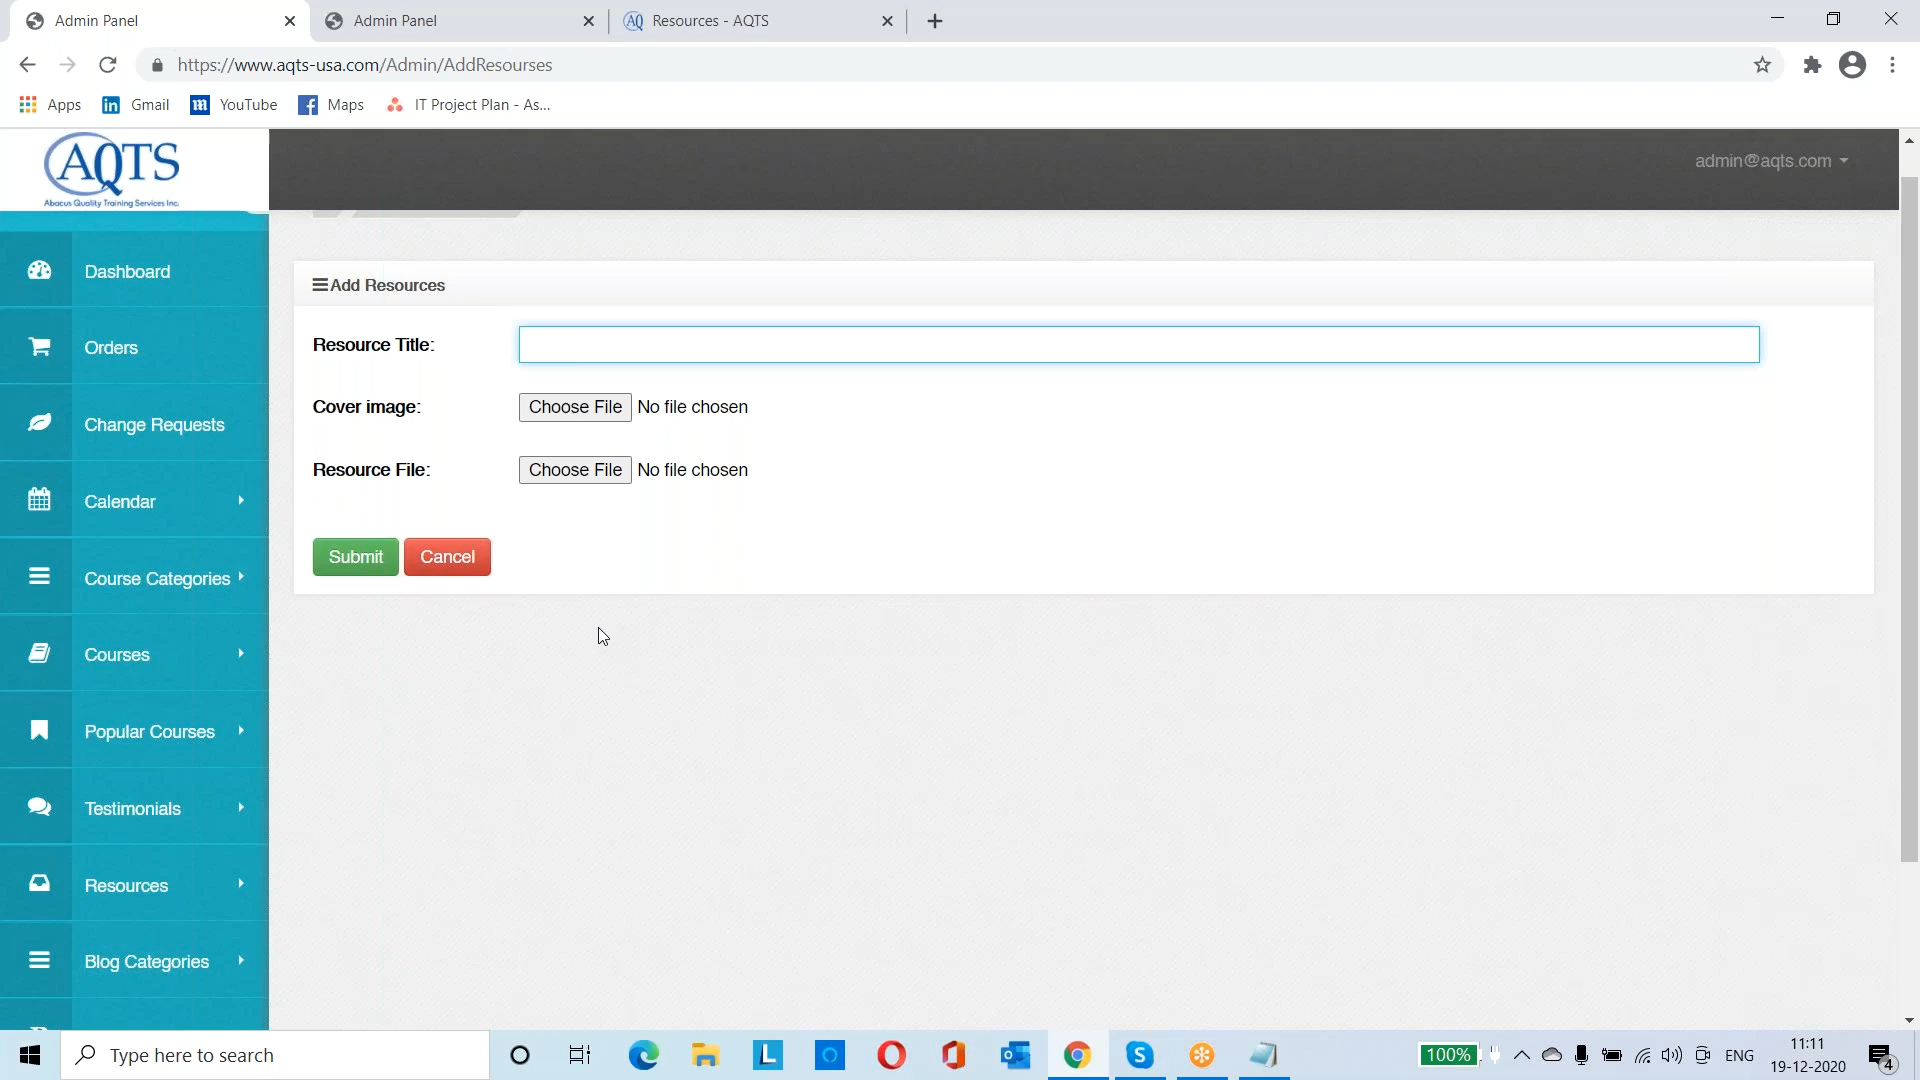 Admin Panel
Admin Panel
Resources - AQTS
https://www.aqts-usa.com/Admin/AddResourses
Apps
Gmail
YouTube
Maps
IT Project Plan - As...
AQTS
Abacus Quality Training Services Inc.
admin@aqts.com
Dashboard
Orders
Change Requests
Calendar
Course Categories
Courses
Popular Courses
Testimonials
Resources
Blog Categories
Add Resources
Resource Title:
Cover image:
Choose File No file chosen
Resource File:
Choose File No file chosen
Submit
Cancel
Type here to search
100%
ENG
11:11
19-12-2020
4